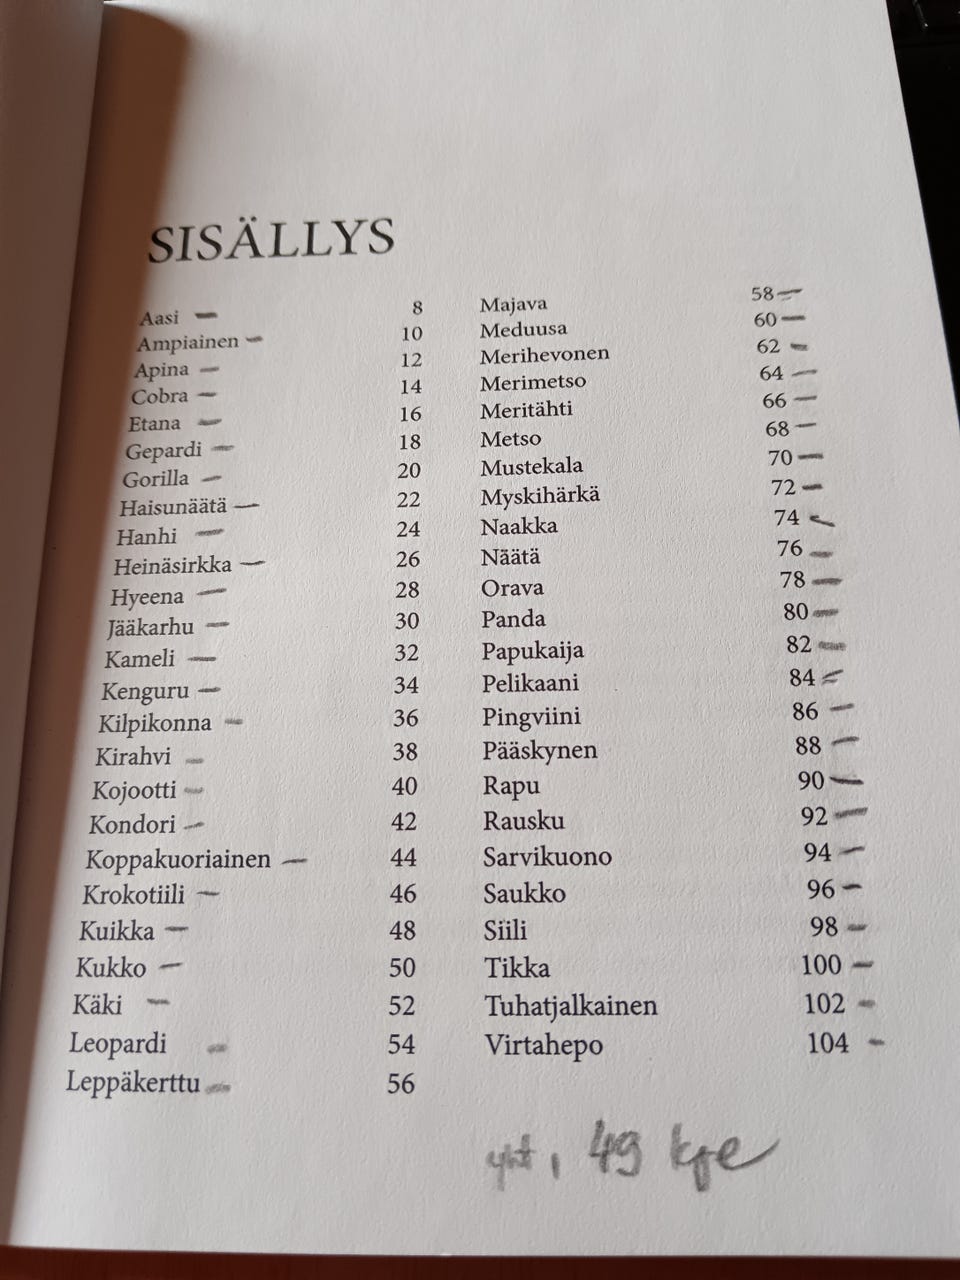 SISÄLLYS
Aasi 8
Ampiainen 10
Apina 12
Cobra 14
Etana 16
Gepardi 18
Gorilla 20
Haisunäätä 22
Hanhi 24
Heinäsirkka 26
Hyeena 28
Jääkarhu 30
Kameli 32
Kenguru 34
Kilpikonna 36
Kirahvi 38
Kojootti 40
Kondori 42
Koppakuoriainen 44
Krokotiili 46
Kuikka 48
Kukko 50
Käki 52
Leopardi 54
Leppäkerttu 56
Majava 58
Meduusa 60
Merihevonen 62
Merimetso 64
Meritähti 66
Metso 68
Mustekala 70
Myskihärkä 72
Naakka 74
Näätä 76
Orava 78
Panda 80
Papukaija 82
Pelikaani 84
Pingviini 86
Pääskynen 88
Rapu 90
Rausku 92
Sarvikuono 94
Saukko 96
Siili 98
Tikka 100
Tuhatjalkainen 102
Virtahepo 104
yht, 49 kpe